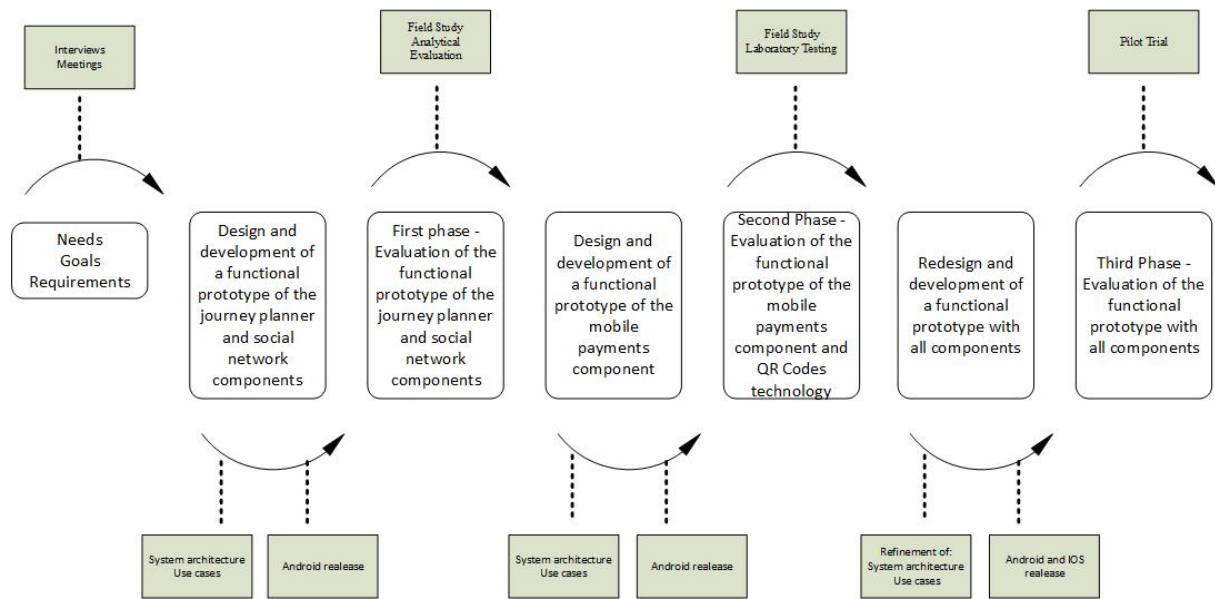 Interviews
Meetings
Field Study
Analytical
Evaluation
Field Study
Laboratory Testing
Pilot Trial
Needs
Goals
Requirements
Design and
development of
a functional
prototype of the
journey planner
and social
network
components
First phase -
Evaluation of the
functional
prototype of the
journey planner
and social
network
components
Design and
development of
a functional
prototype of the
mobile
payments
component
Second Phase -
Evaluation of the
functional
prototype of the
mobile
payments
component and
QR Codes
technology
Redesign and
development of
a functional
prototype with
all components
Third Phase -
Evaluation of the
functional
prototype with
all components
System architecture
Use cases
Android realease
System architecture
Use cases
Android realease
Refinement of:
System architecture
Use cases
Android and IOS
realease